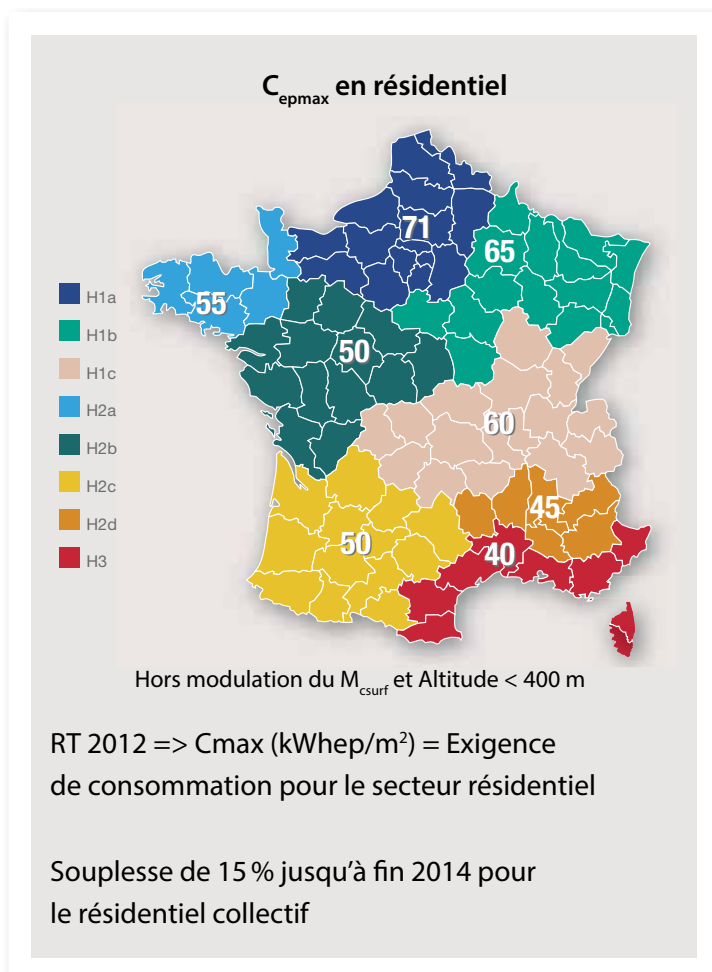 Cepmax en résidentiel
71
65
55
50
60
45
50
40
H1a
H1b
H1c
H2a
H2b
H2c
H2d
H3
Hors modulation du Mcsurf et Altitude < 400 m
RT 2012 => Cmax (kWhep/m²) = Exigence
de consommation pour le secteur résidentiel
Souplesse de 15 % jusqu'à fin 2014 pour
le résidentiel collectif